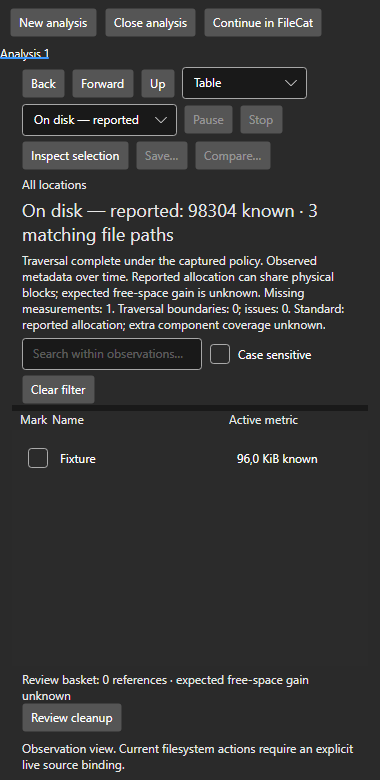 New analysis Close analysis Continue in FileCat
Analysis 1
Back Forward Up Table
On disk — reported Pause Stop
Inspect selection Save... Compare...
All locations
On disk — reported: 98304 known · 3
matching file paths
Traversal complete under the captured policy. Observed
metadata over time. Reported allocation can share physical
blocks; expected free-space gain is unknown. Missing
measurements: 1. Traversal boundaries: 0; issues: 0. Standard:
reported allocation; extra component coverage unknown.
Search within observations... Case sensitive
Clear filter
Mark Name Active metric
Fixture 96,0 KiB known
Review basket: 0 references · expected free-space gain
unknown
Review cleanup
Observation view. Current filesystem actions require an explicit
live source binding.